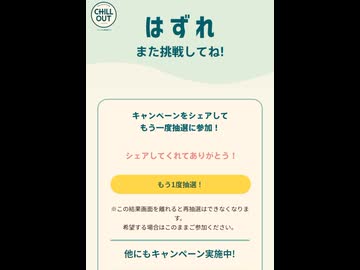 CHILL
OUT
はずれ
また挑戦してね!
キャンペーンをシェアして
もう一度抽選に参加！
シェアしてくれてありがとう！
もう1度抽選！
※この結果画面を離れると再抽選はできなくなりま
す。
希望する場合はこのままご参加ください。
他にもキャンペーン実施中!